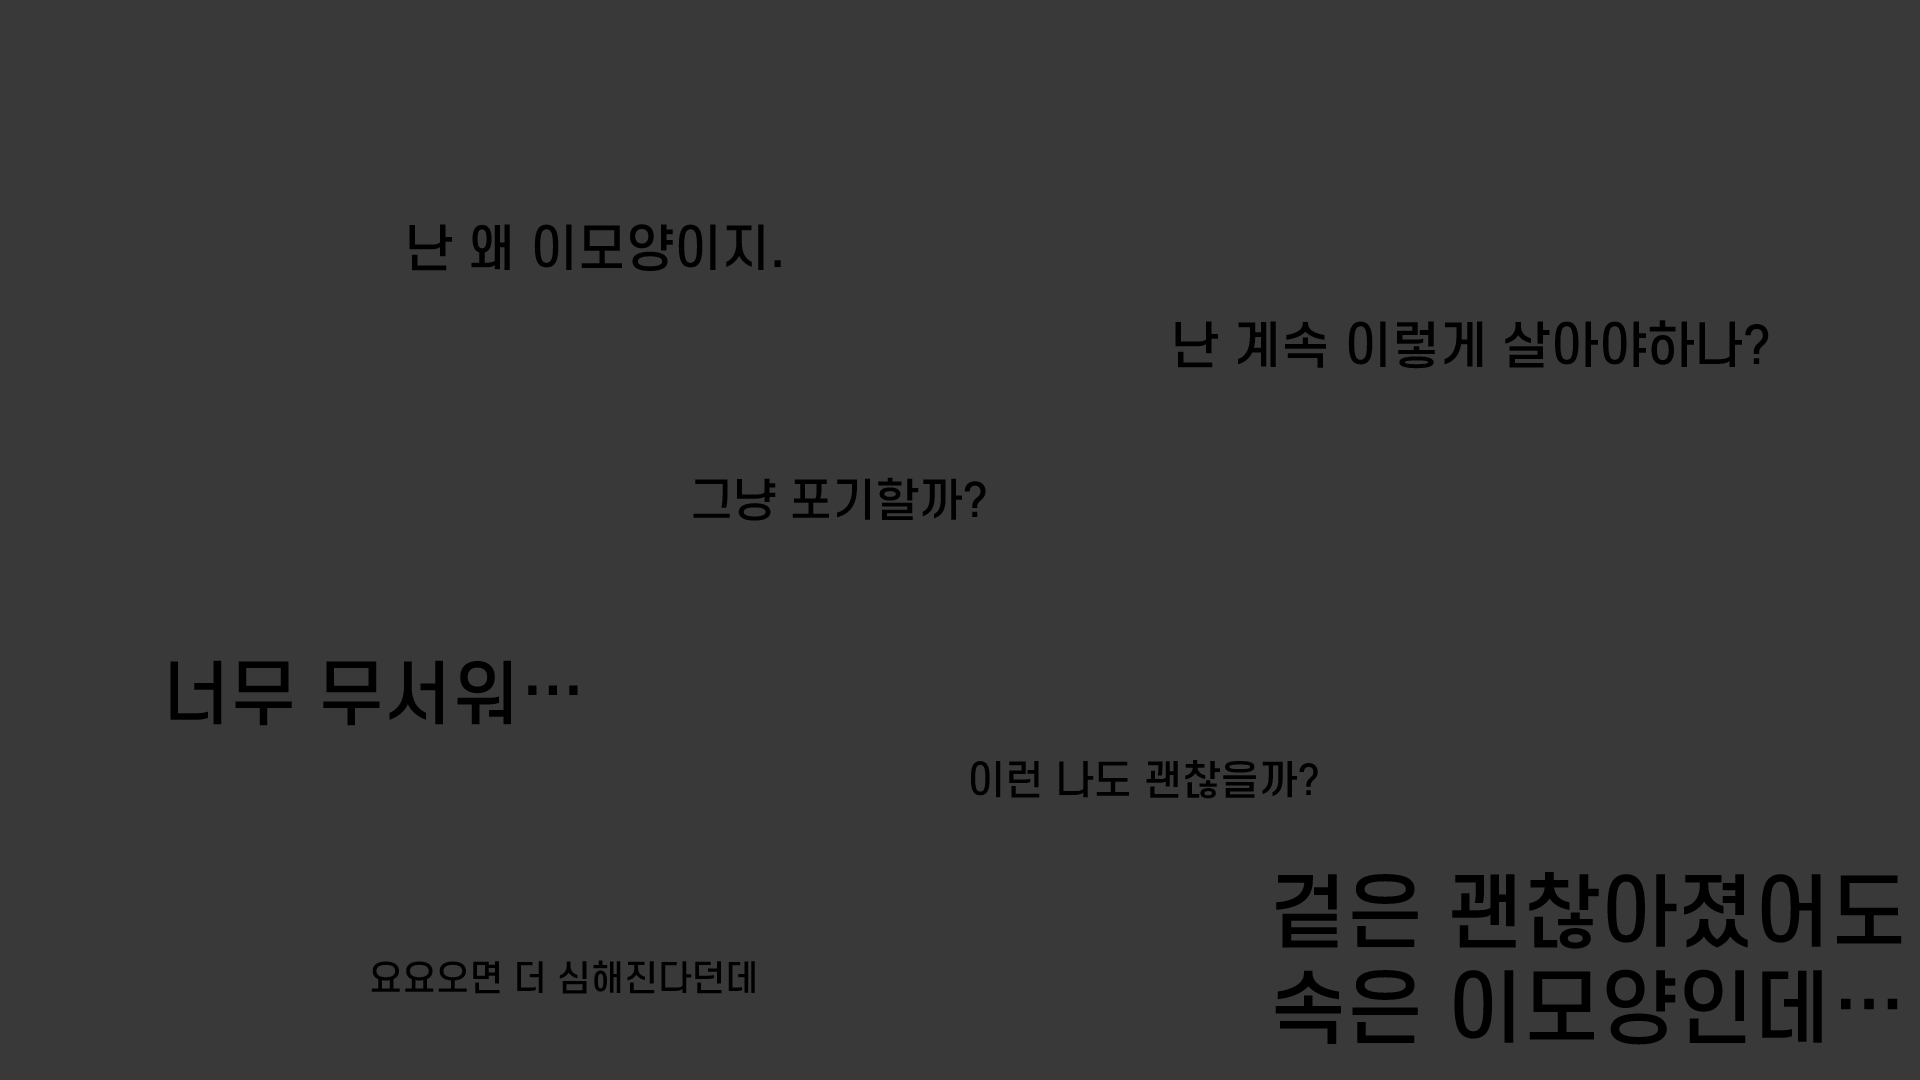 난 왜 이모양이지.
난 계속 이렇게 살아야하나?
그냥 포기할까?
너무 무서워…
이런 나도 괜찮을까?
겉은 괜찮아졌어도
속은 이모양인데…
요요오면 더 심해진다던데